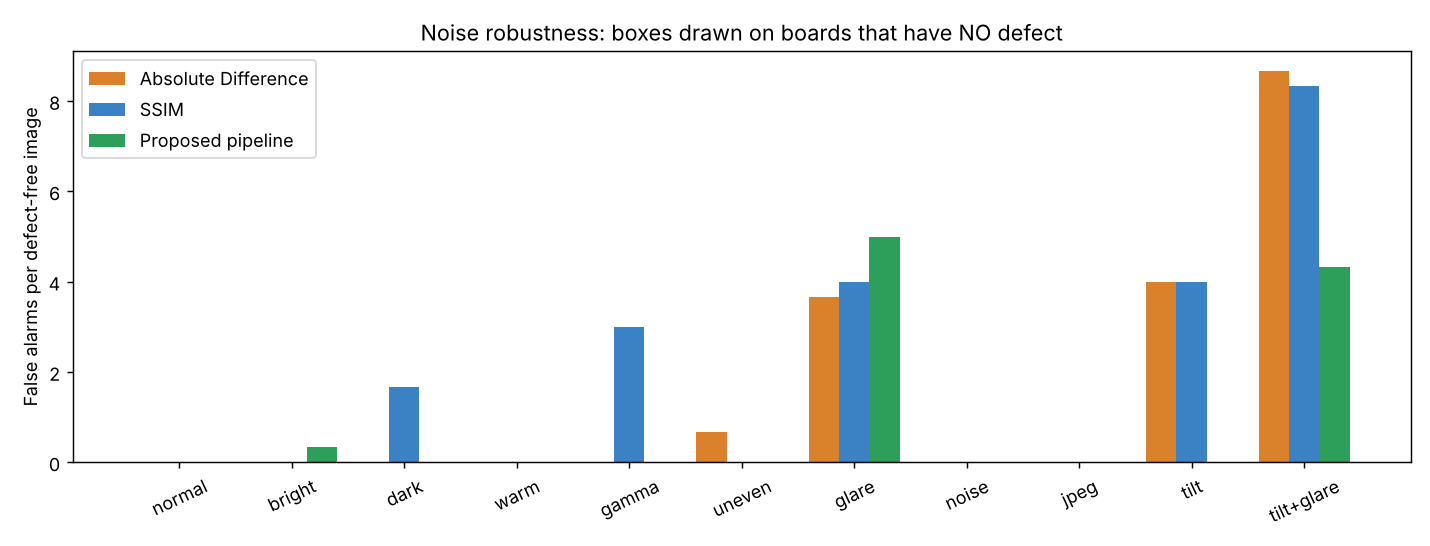 Noise robustness: boxes drawn on boards that have NO defect
Absolute Difference
SSIM
Proposed pipeline
False alarms per defect-free image
8
6
4
2
0
normal
bright
dark
warm
gamma
uneven
glare
noise
jpeg
tilt
tilt+glare